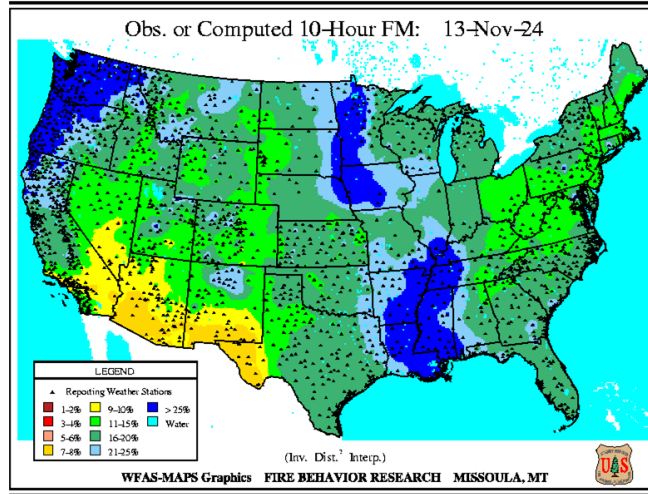 Obs. or Computed 10-Hour FM: 13-Nov-24
LEGEND
Reporting Weather Stations
1-2%
9-10%
> 25%
3-4%
11-15%
Water
5-6%
16-20%
7-8%
21-25%
(Inv. Dist.² Interp.)
WFAS-MAPS Graphics FIRE BEHAVIOR RESEARCH MISSOULA, MT
U S